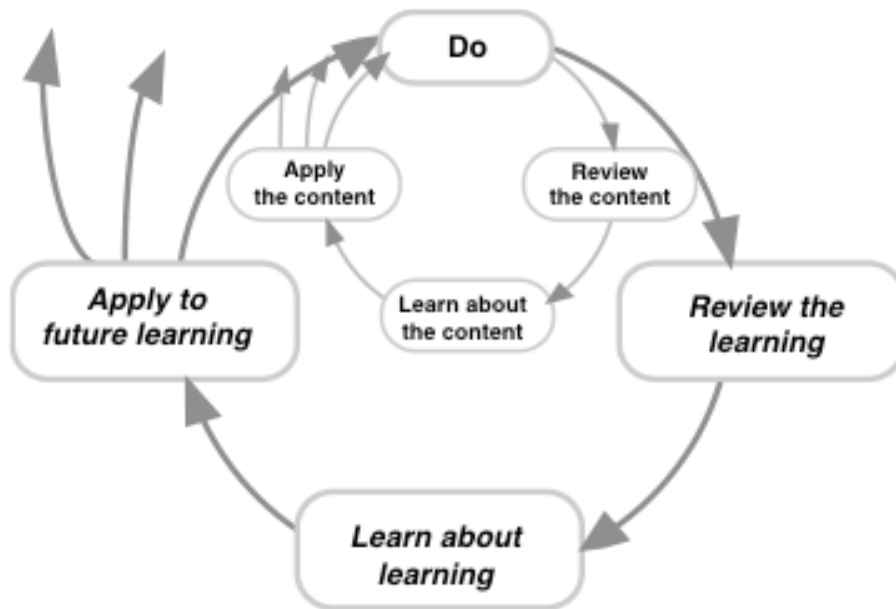 Do
Apply
the content
Review
the content
Learn about
the content
Apply to
future learning
Review the
learning
Learn about
learning